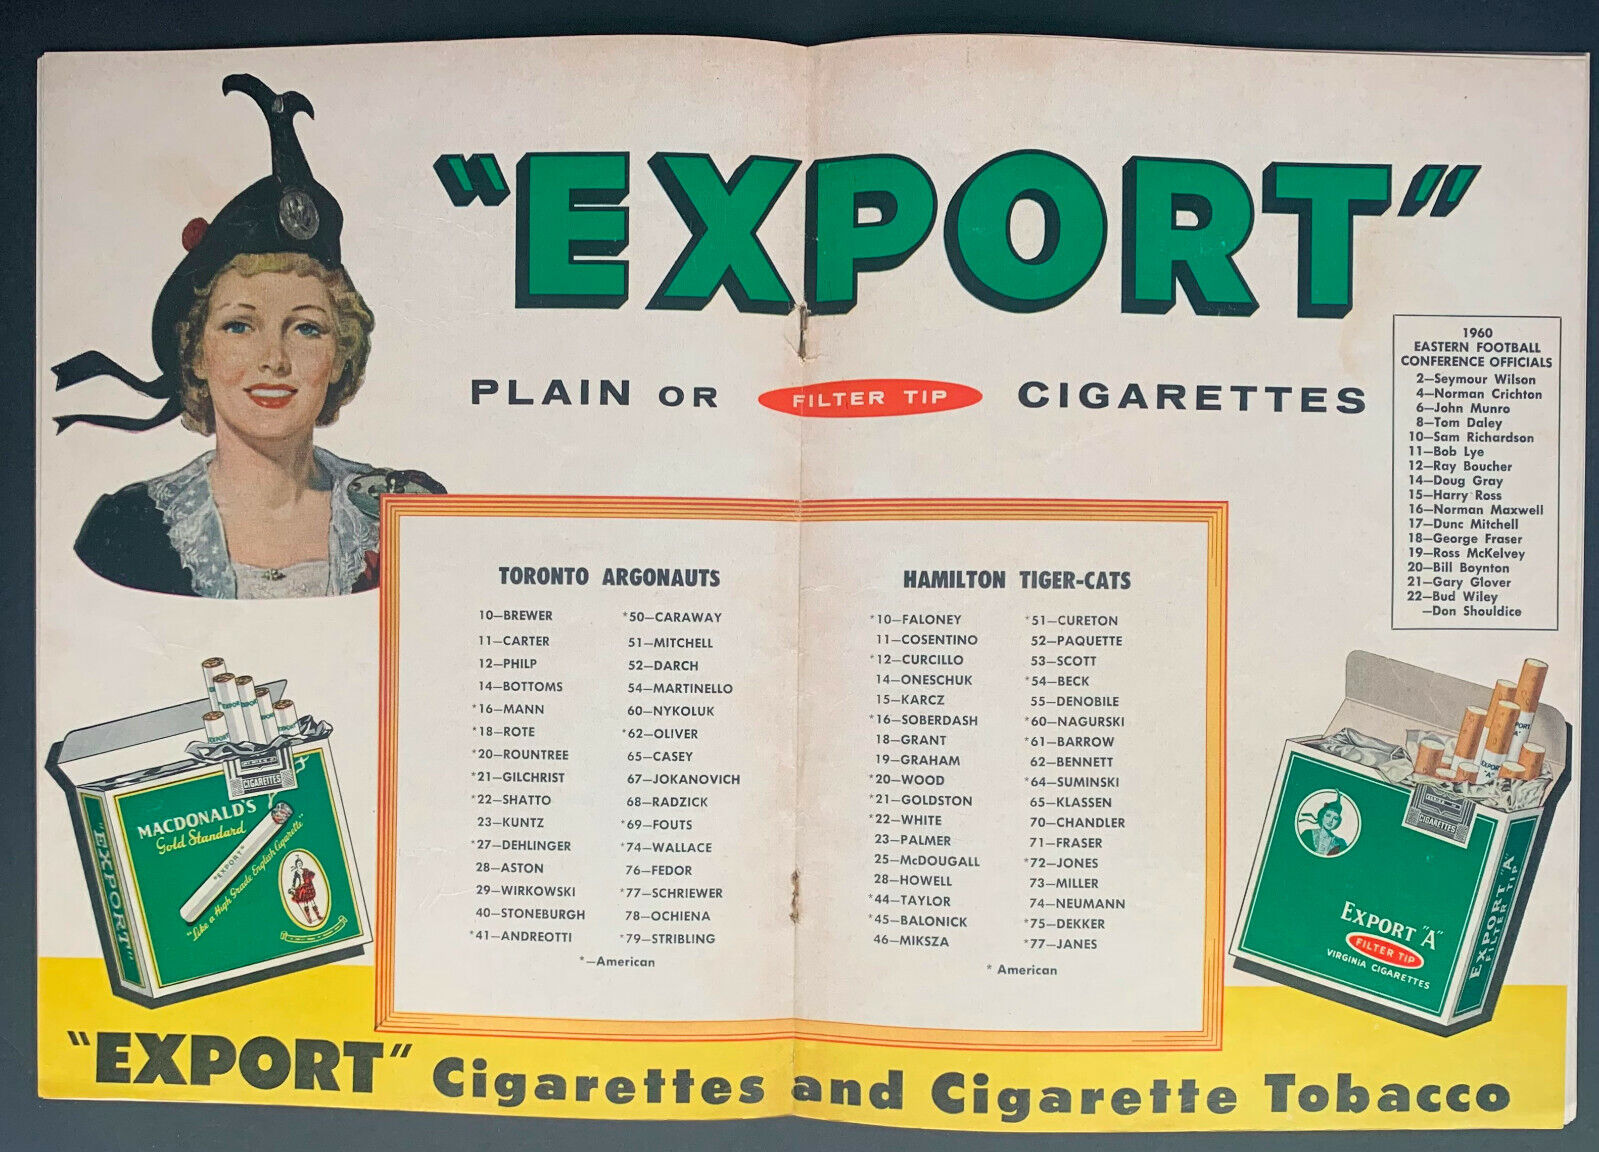 "EXPORT"
PLAIN OR FILTER TIP CIGARETTES
1960
EASTERN FOOTBALL
CONFERENCE OFFICIALS
2—Seymour Wilson
4—Norman Crichton
6—John Munro
8—Tom Daley
10—Sam Richardson
11—Bob Lye
12—Ray Boucher
14—Doug Gray
15—Harry Ross
16—Norman Maxwell
17—Dunc Mitchell
18—George Fraser
19—Ross McKelvey
20—Bill Boynton
21—Gary Glover
22—Bud Wiley
—Don Shouldice
TORONTO ARGONAUTS
10—BREWER
11—CARTER
12—PHILP
14—BOTTOMS
*16—MANN
*18—ROTE
*20—ROUNTREE
*21—GILCHRIST
*22—SHATTO
23—KUNTZ
*27—DEHLINGER
28—ASTON
29—WIRKOWSKI
40—STONEBURGH
*41—ANDREOTTI
*50—CARAWAY
51—MITCHELL
52—DARCH
54—MARTINELLO
60—NYKOLUK
*62—OLIVER
65—CASEY
67—JOKANOVICH
68—RADZICK
*69—FOUTS
*74—WALLACE
76—FEDOR
*77—SCHRIEWER
78—OCHIENA
*79—STRIBLING
*—American
HAMILTON TIGER-CATS
*10—FALONEY
11—COSENTINO
*12—CURCILLO
14—ONESCHUK
15—KARCZ
*16—SOBERDASH
18—GRANT
19—GRAHAM
*20—WOOD
*21—GOLDSTON
*22—WHITE
23—PALMER
25—McDOUGALL
28—HOWELL
*44—TAYLOR
*45—BALONICK
46—MIKSZA
*51—CURETON
52—PAQUETTE
53—SCOTT
*54—BECK
55—DENOBILE
*60—NAGURSKI
*61—BARROW
62—BENNETT
*64—SUMINSKI
65—KLASSEN
70—CHANDLER
71—FRASER
*72—JONES
73—MILLER
74—NEUMANN
*75—DEKKER
*77—JANES
* American
CIGARETTES
MACDONALD'S
Gold Standard
"EXPORT"
"Like a High Grade English Cigarette"
"EXPORT"
CIGARETTES
EXPORT "A"
FILTER TIP
VIRGINIA CIGARETTES
EXPORT "A"
FILTER TIP
"EXPORT" Cigarettes and Cigarette Tobacco